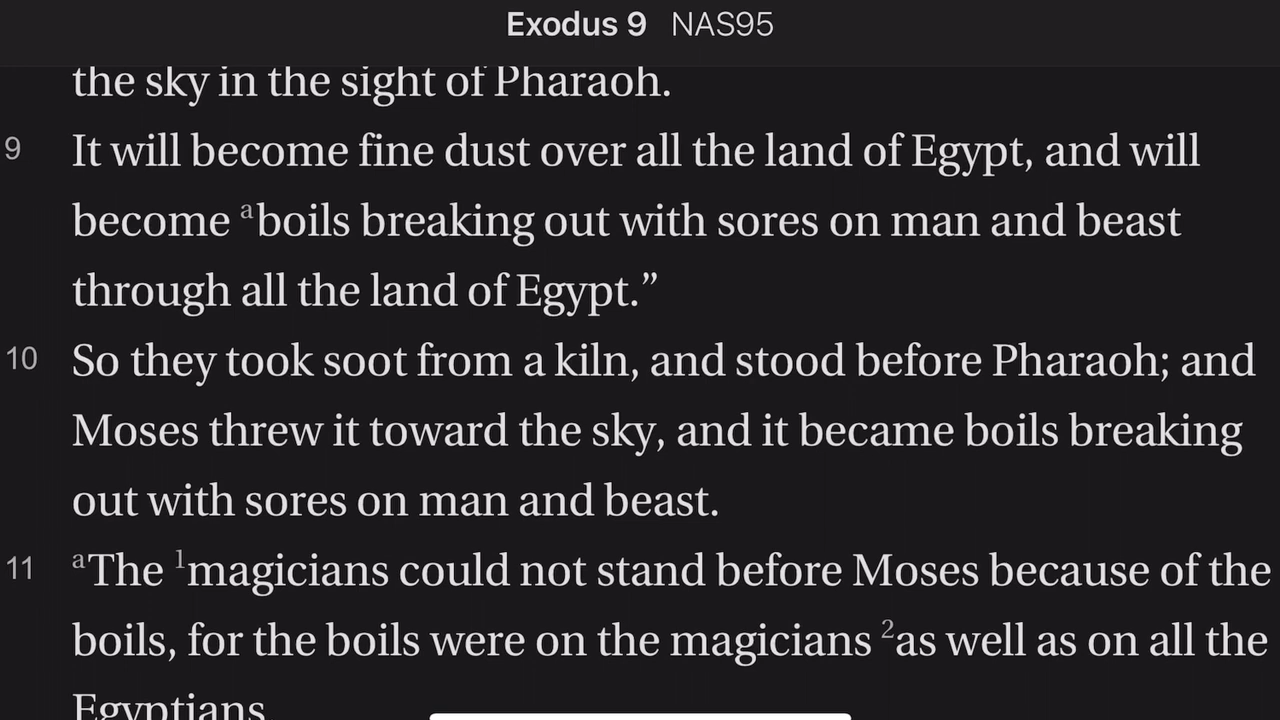 Exodus 9 NAS95
the sky in the sight of Pharaoh.
9 It will become fine dust over all the land of Egypt, and will
become aboils breaking out with sores on man and beast
through all the land of Egypt.”
10 So they took soot from a kiln, and stood before Pharaoh; and
Moses threw it toward the sky, and it became boils breaking
out with sores on man and beast.
11 aThe 1magicians could not stand before Moses because of the
boils, for the boils were on the magicians 2as well as on all the
Egyptians